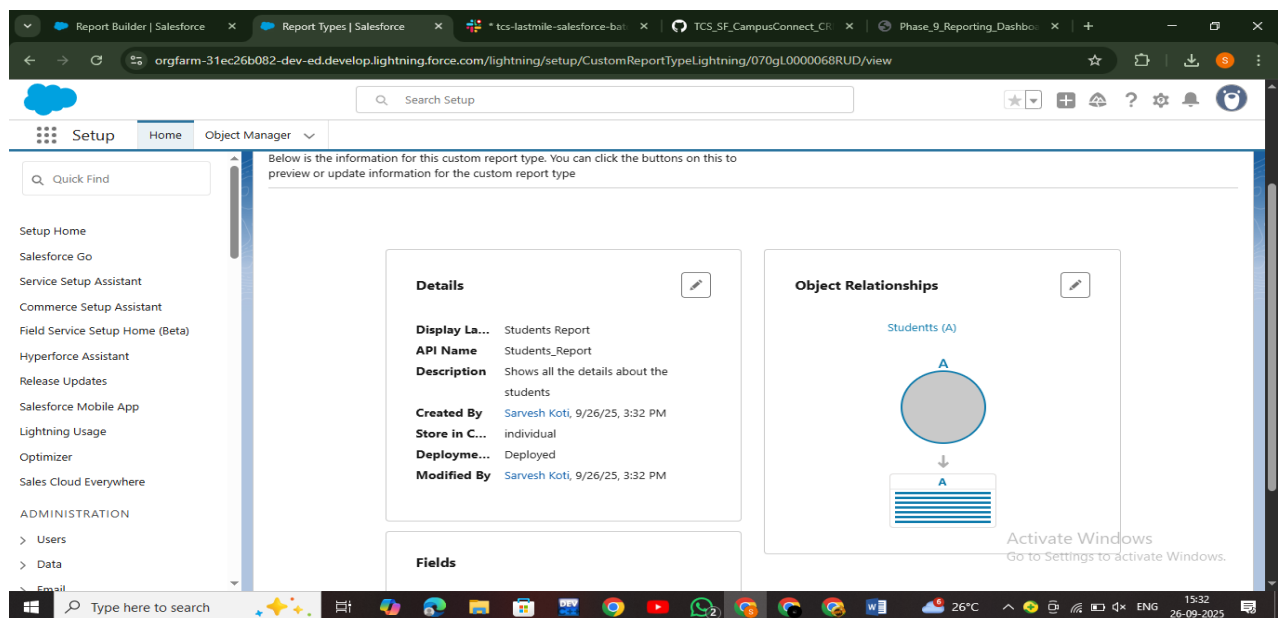 Report Builder | Salesforce
Report Types | Salesforce
* tcs-lastmile-salesforce-bat
TCS_SF_CampusConnect_CR
Phase_9_Reporting_Dashboa
orgfarm-31ec26b082-dev-ed.develop.lightning.force.com/lightning/setup/CustomReportTypeLightning/070gL0000068RUD/view
S
Search Setup
Setup
Home
Object Manager
Quick Find
Setup Home
Salesforce Go
Service Setup Assistant
Commerce Setup Assistant
Field Service Setup Home (Beta)
Hyperforce Assistant
Release Updates
Salesforce Mobile App
Lightning Usage
Optimizer
Sales Cloud Everywhere
ADMINISTRATION
Users
Data
Email
Below is the information for this custom report type. You can click the buttons on this to
preview or update information for the custom report type
Details
Display La... Students Report
API Name Students_Report
Description Shows all the details about the
students
Created By Sarvesh Koti, 9/26/25, 3:32 PM
Store in C... individual
Deployme... Deployed
Modified By Sarvesh Koti, 9/26/25, 3:32 PM
Fields
Object Relationships
Studentts (A)
A
A
Activate Windows
Go to Settings to activate Windows.
Type here to search
DEV
2
26°C
ENG
15:32
26-09-2025